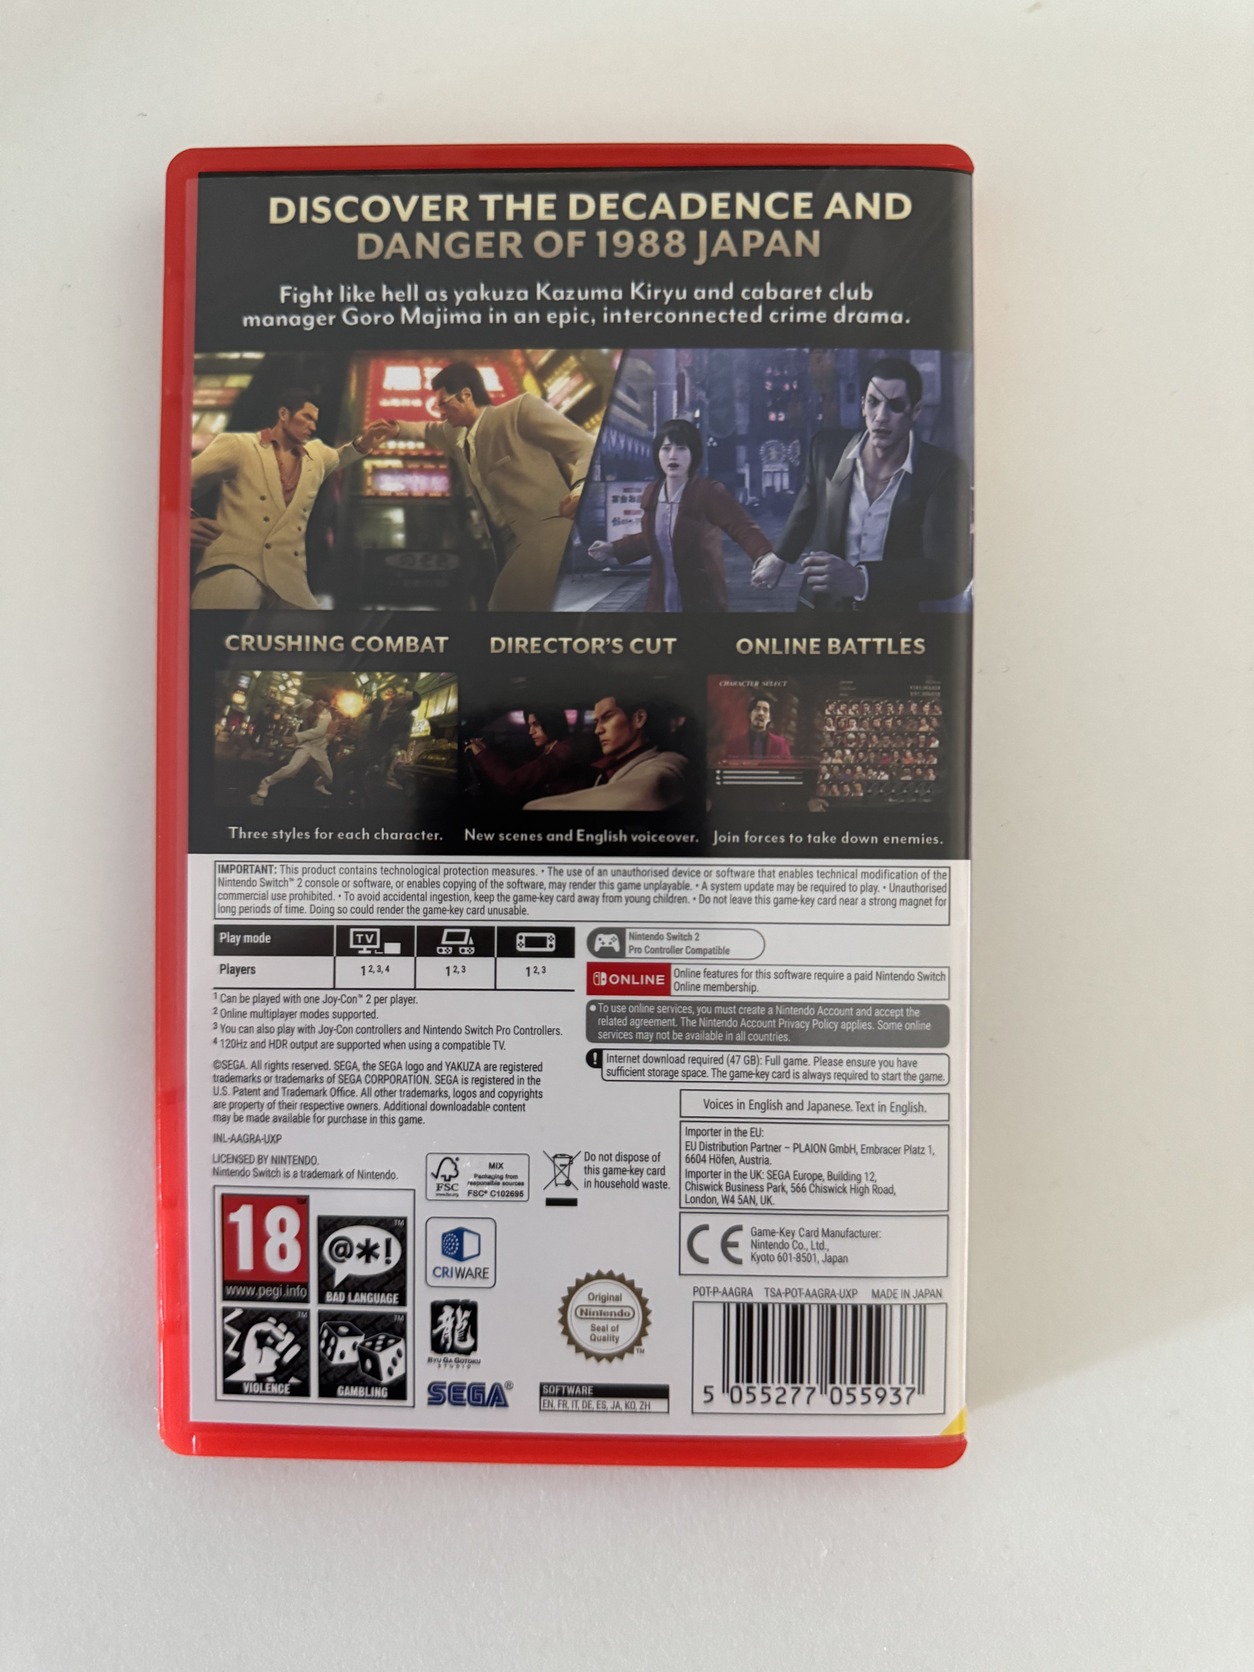 DISCOVER THE DECADENCE AND
DANGER OF 1988 JAPAN
Fight like hell as yakuza Kazuma Kiryu and cabaret club
manager Goro Majima in an epic, interconnected crime drama.
CRUSHING COMBAT
DIRECTOR'S CUT
ONLINE BATTLES
CHARACTER SELECT
Three styles for each character.
New scenes and English voiceover.
Join forces to take down enemies.
IMPORTANT: This product contains technological protection measures. • The use of an unauthorised device or software that enables technical modification of the
Nintendo Switch™ 2 console or software, or enables copying of the software, may render this game unplayable. • A system update may be required to play. • Unauthorised
commercial use prohibited. • To avoid accidental ingestion, keep the game-key card away from young children. • Do not leave this game-key card near a strong magnet for
long periods of time. Doing so could render the game-key card unusable.
Play mode TV
Players 1 2, 3, 4 1 2, 3 1 2, 3
1 Can be played with one Joy-Con™ 2 per player.
2 Online multiplayer modes supported.
3 You can also play with Joy-Con controllers and Nintendo Switch Pro Controllers.
4 120Hz and HDR output are supported when using a compatible TV.
©SEGA. All rights reserved. SEGA, the SEGA logo and YAKUZA are registered
trademarks or trademarks of SEGA CORPORATION. SEGA is registered in the
U.S. Patent and Trademark Office. All other trademarks, logos and copyrights
are property of their respective owners. Additional downloadable content
may be made available for purchase in this game.
INL-AAGRA-UXP
LICENSED BY NINTENDO.
Nintendo Switch is a trademark of Nintendo.
Nintendo Switch 2
Pro Controller Compatible
ONLINE
Online features for this software require a paid Nintendo Switch
Online membership.
• To use online services, you must create a Nintendo Account and accept the
related agreement. The Nintendo Account Privacy Policy applies. Some online
services may not be available in all countries.
! Internet download required (47 GB): Full game. Please ensure you have
sufficient storage space. The game-key card is always required to start the game.
Voices in English and Japanese. Text in English.
Importer in the EU:
EU Distribution Partner – PLAION GmbH, Embracer Platz 1,
6604 Höfen, Austria.
Importer in the UK: SEGA Europe, Building 12,
Chiswick Business Park, 566 Chiswick High Road,
London, W4 5AN, UK.
CE
Game-Key Card Manufacturer:
Nintendo Co., Ltd.,
Kyoto 601-8501, Japan
FSC
MIX
Packaging from
responsible sources
FSC® C102695
Do not dispose of
this game-key card
in household waste.
18
www.pegi.info
@*!
BAD LANGUAGE
VIOLENCE
GAMBLING
CRIWARE
龍
RYU GA GOTOKU
STUDIO
SEGA®
Original
Nintendo
Seal of
Quality
TM
SOFTWARE
EN, FR, IT, DE, ES, JA, KO, ZH
POT-P-AAGRA TSA-POT-AAGRA-UXP MADE IN JAPAN
5 055277 055937